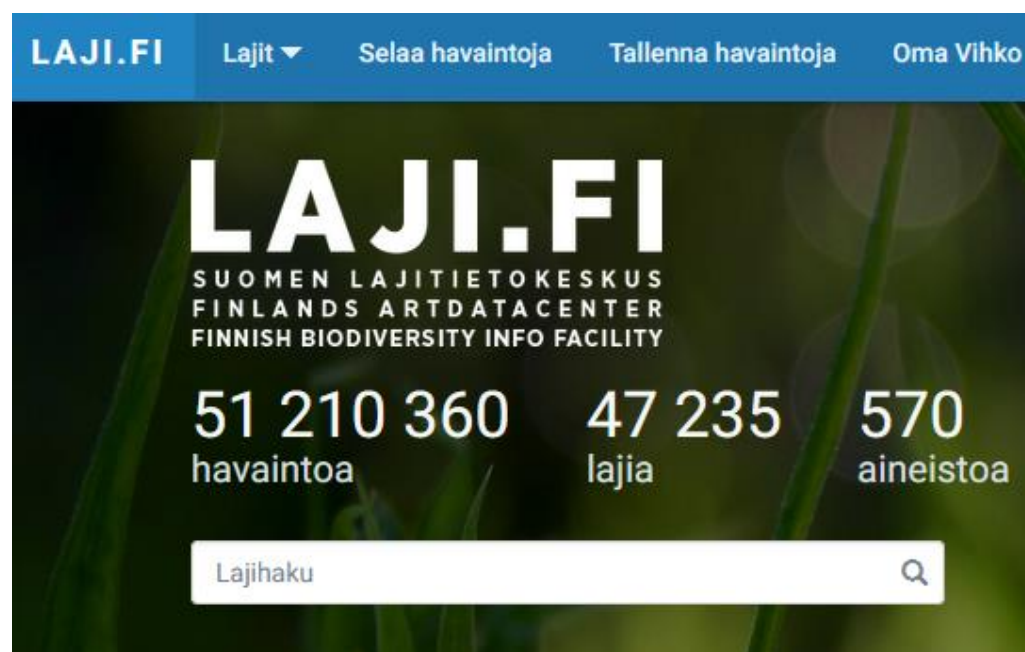 LAJI.FI Lajit Selaa havaintoja Tallenna havaintoja Oma Vihko
LAJI.FI
SUOMEN LAJITIETOKESKUS
FINLANDS ARTDATACENTER
FINNISH BIODIVERSITY INFO FACILITY
51 210 360 47 235 570
havaintoa lajia aineistoa
Lajihaku